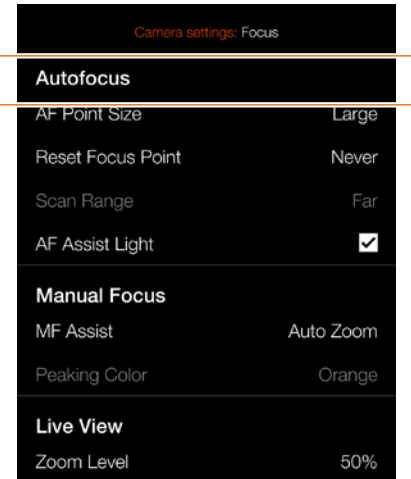 Camera settings: Focus
Autofocus
AF Point Size Large
Reset Focus Point Never
Scan Range Far
AF Assist Light
Manual Focus
MF Assist Auto Zoom
Peaking Color Orange
Live View
Zoom Level 50%